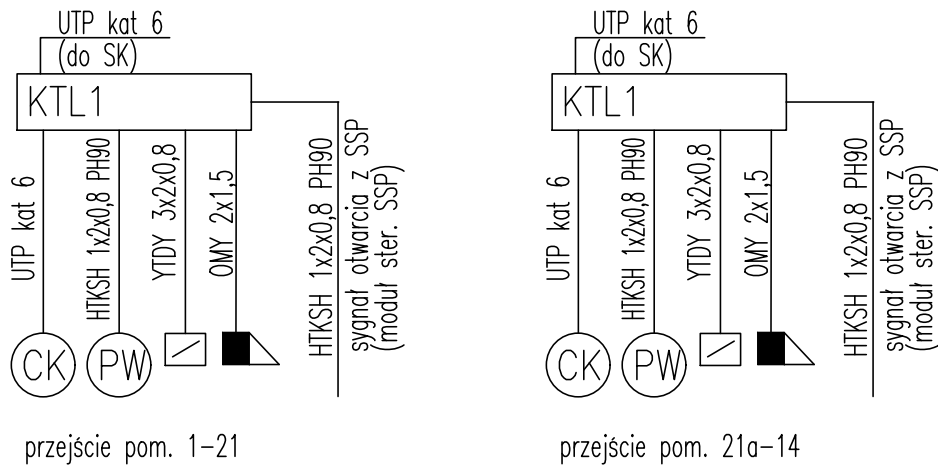 UTP kat 6
(do SK)
KTL1
UTP kat 6
HTKSH 1x2x0,8 PH90
YTDY 3x2x0,8
OMY 2x1,5
HTKSH 1x2x0,8 PH90
sygnał otwarcia z SSP
(moduł ster. SSP)
CK
PW
przejście pom. 1-21
UTP kat 6
(do SK)
KTL1
UTP kat 6
HTKSH 1x2x0,8 PH90
YTDY 3x2x0,8
OMY 2x1,5
HTKSH 1x2x0,8 PH90
sygnał otwarcia z SSP
(moduł ster. SSP)
CK
PW
przejście pom. 21a-14